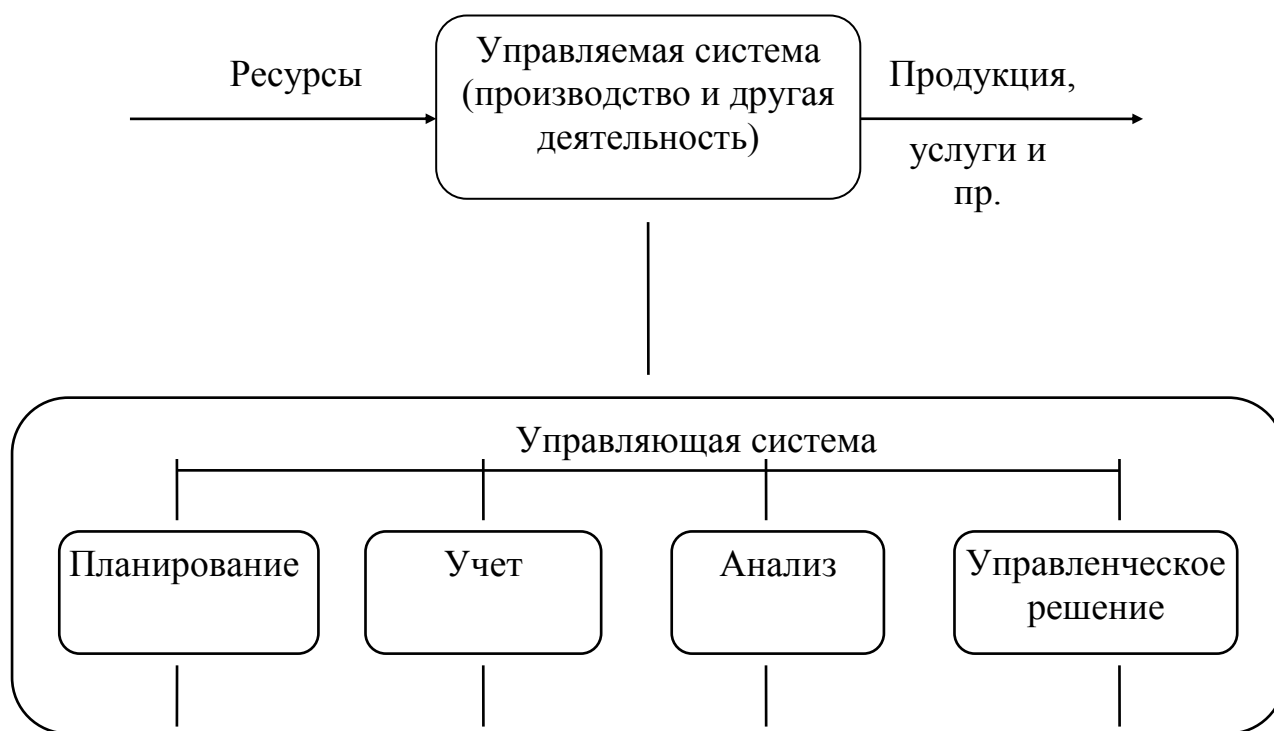 Ресурсы
Управляемая система
(производство и другая
деятельность)
Продукция,
услуги и
пр.
Управляющая система
Планирование
Учет
Анализ
Управленческое
решение